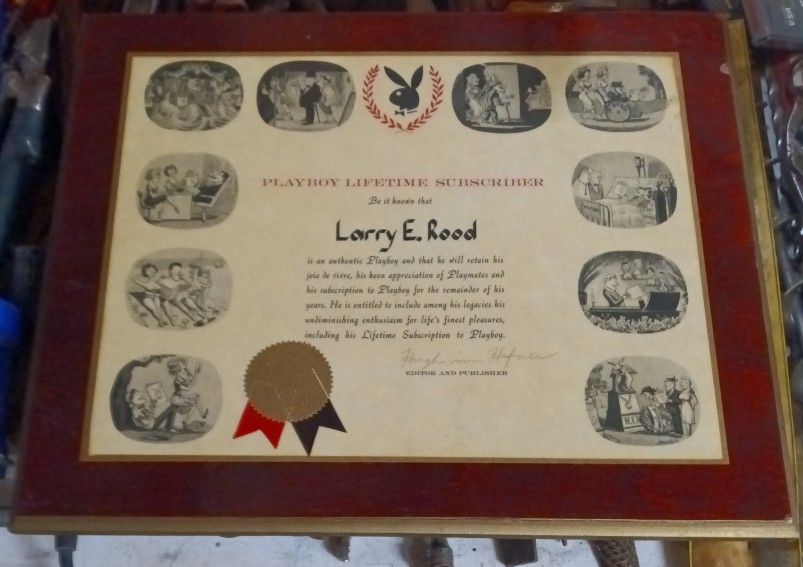 PLAYBOY LIFETIME SUBSCRIBER
Be it known that
Larry E. Rood
is an authentic Playboy and that he will retain his
joie de vivre, his keen appreciation of Playmates and
his subscription to Playboy for the remainder of his
years. He is entitled to include among his legacies his
undiminishing enthusiasm for life's finest pleasures,
including his Lifetime Subscription to Playboy.
Hugh M. Hefner
EDITOR AND PUBLISHER
R.I.P.
USA